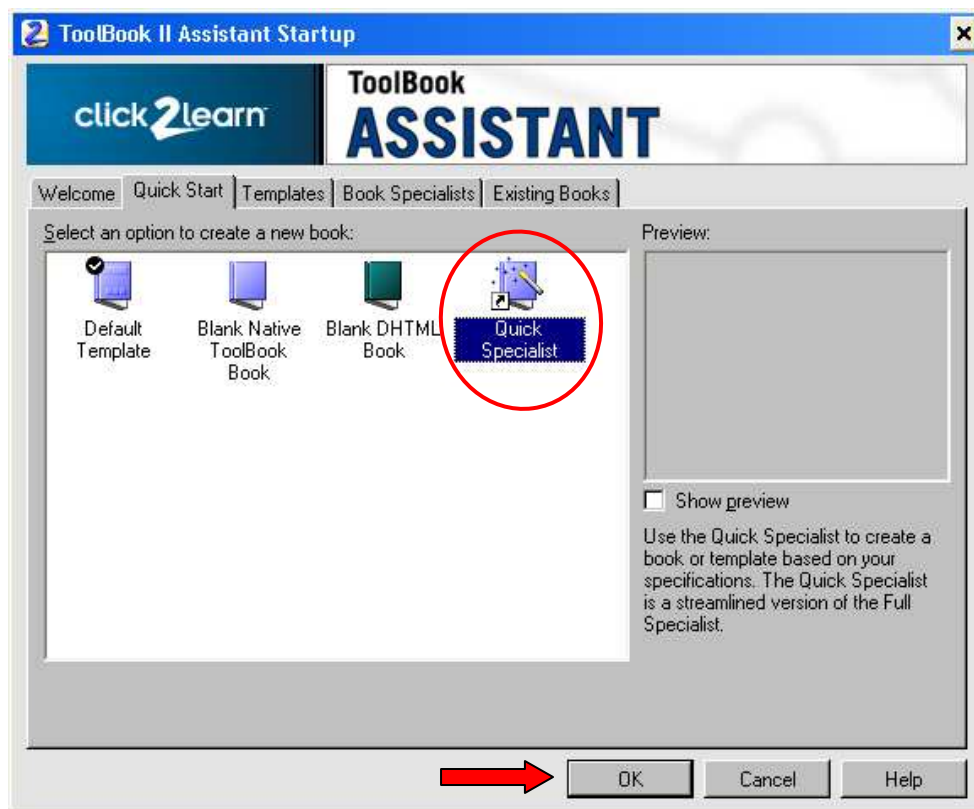 ToolBook II Assistant Startup
click2learn
ToolBook
ASSISTANT
Welcome Quick Start Templates Book Specialists Existing Books
Select an option to create a new book:
Preview:
Default
Template
Blank Native
ToolBook
Book
Blank DHTML
Book
Quick
Specialist
Show preview
Use the Quick Specialist to create a
book or template based on your
specifications. The Quick Specialist
is a streamlined version of the Full
Specialist.
OK Cancel Help